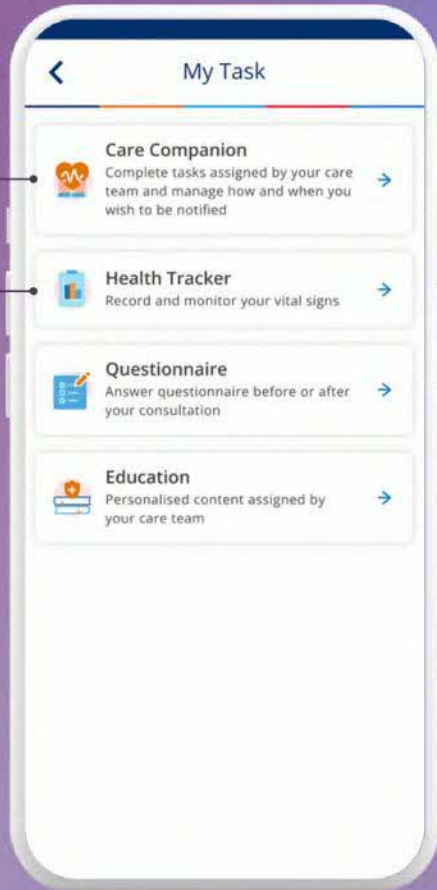 My Task
Care Companion
Complete tasks assigned by your care
team and manage how and when you
wish to be notified
Health Tracker
Record and monitor your vital signs
Questionnaire
Answer questionnaire before or after
your consultation
Education
Personalised content assigned by
your care team